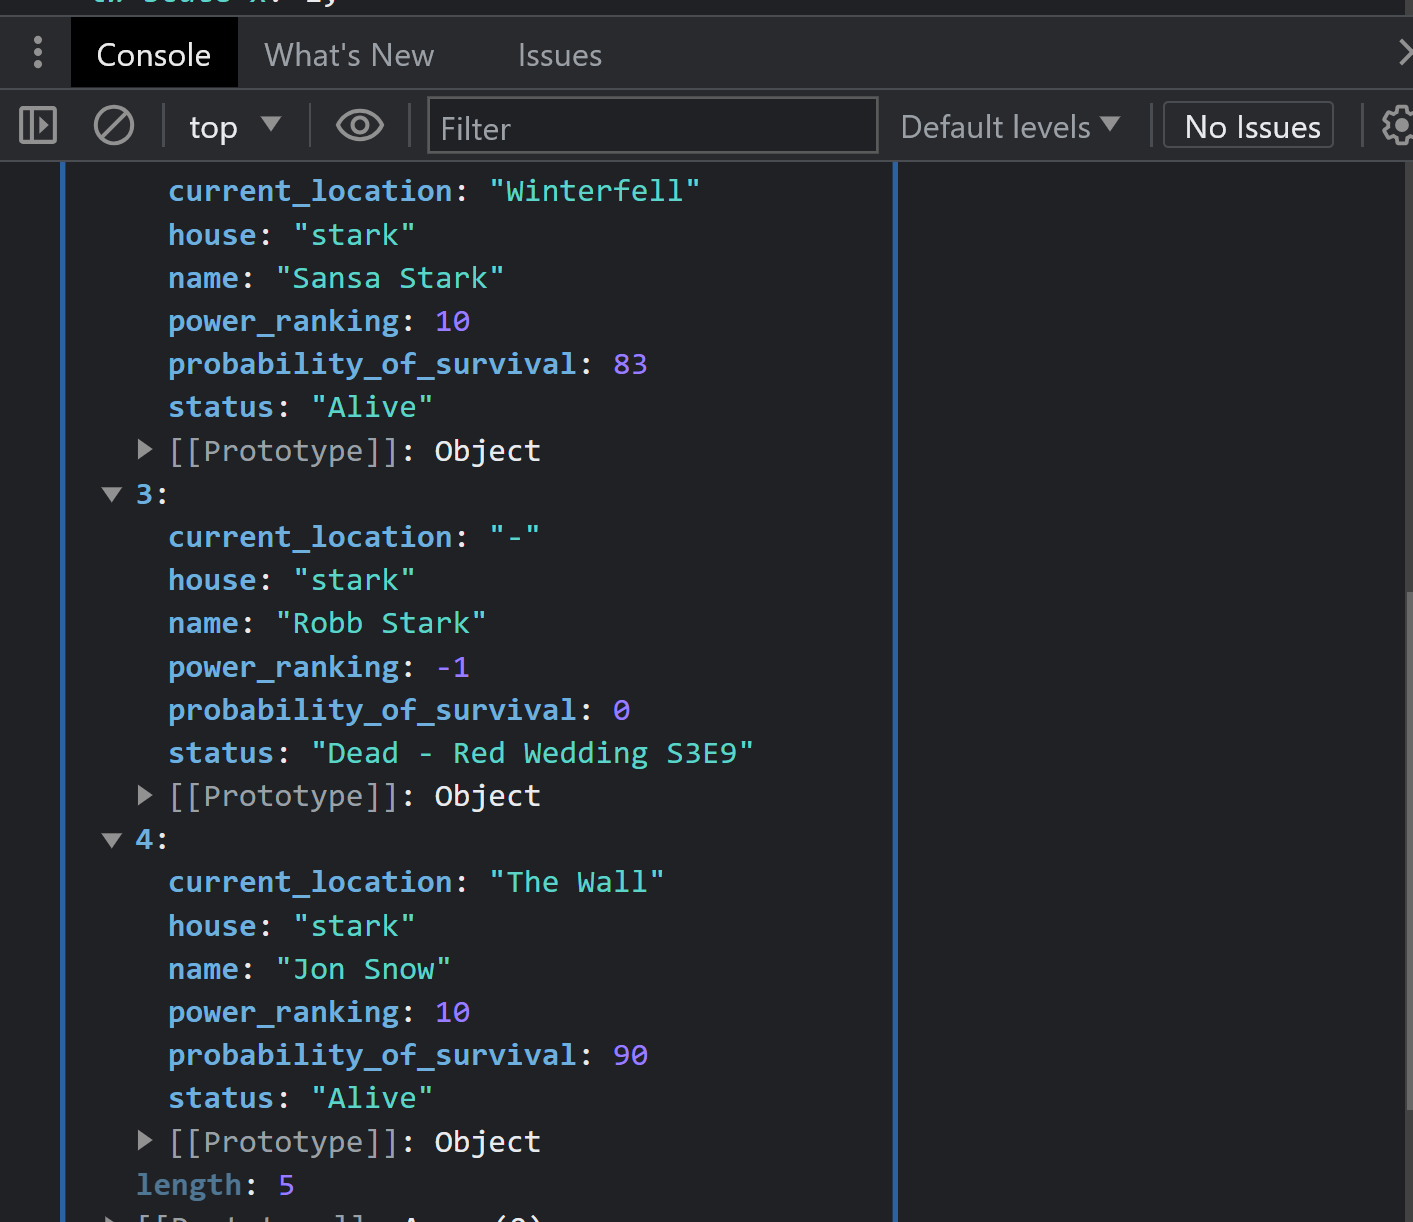 Console What's New Issues
top Filter Default levels No Issues
current_location: "Winterfell"
house: "stark"
name: "Sansa Stark"
power_ranking: 10
probability_of_survival: 83
status: "Alive"
[[Prototype]]: Object
3:
current_location: "-"
house: "stark"
name: "Robb Stark"
power_ranking: -1
probability_of_survival: 0
status: "Dead - Red Wedding S3E9"
[[Prototype]]: Object
4:
current_location: "The Wall"
house: "stark"
name: "Jon Snow"
power_ranking: 10
probability_of_survival: 90
status: "Alive"
[[Prototype]]: Object
length: 5
[[Prototype]]: Array(0)